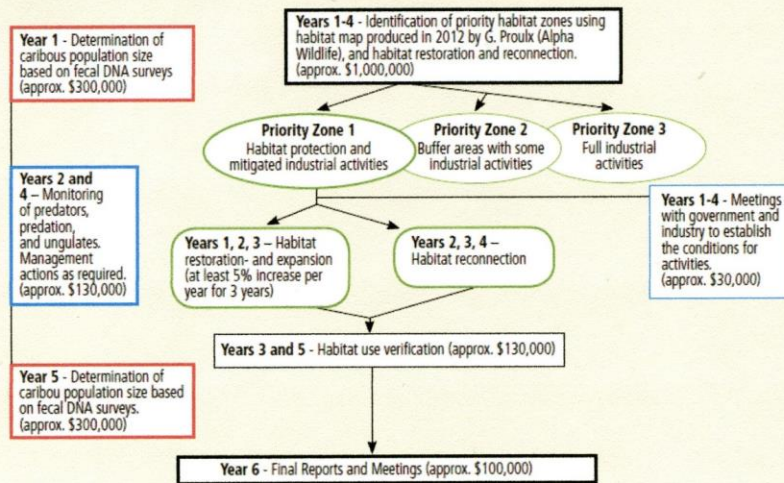 Year 1 - Determination of
caribous population size
based on fecal DNA surveys
(approx. $300,000)
Years 1-4 - Identification of priority habitat zones using
habitat map produced in 2012 by G. Proulx (Alpha
Wildlife), and habitat restoration and reconnection.
(approx. $1,000,000)
Priority Zone 1
Habitat protection and
mitigated industrial activities
Priority Zone 2
Buffer areas with some
industrial activities
Priority Zone 3
Full industrial
activities
Years 2 and
4 – Monitoring
of predators,
predation,
and ungulates.
Management
actions as required.
(approx. $130,000)
Years 1-4 - Meetings
with government and
industry to establish
the conditions for
activities.
(approx. $30,000)
Years 1, 2, 3 – Habitat
restoration- and expansion
(at least 5% increase per
year for 3 years)
Years 2, 3, 4 –
Habitat reconnection
Years 3 and 5 - Habitat use verification (approx. $130,000)
Year 5 - Determination of
caribou population size based
on fecal DNA surveys.
(approx. $300,000)
Year 6 - Final Reports and Meetings (approx. $100,000)